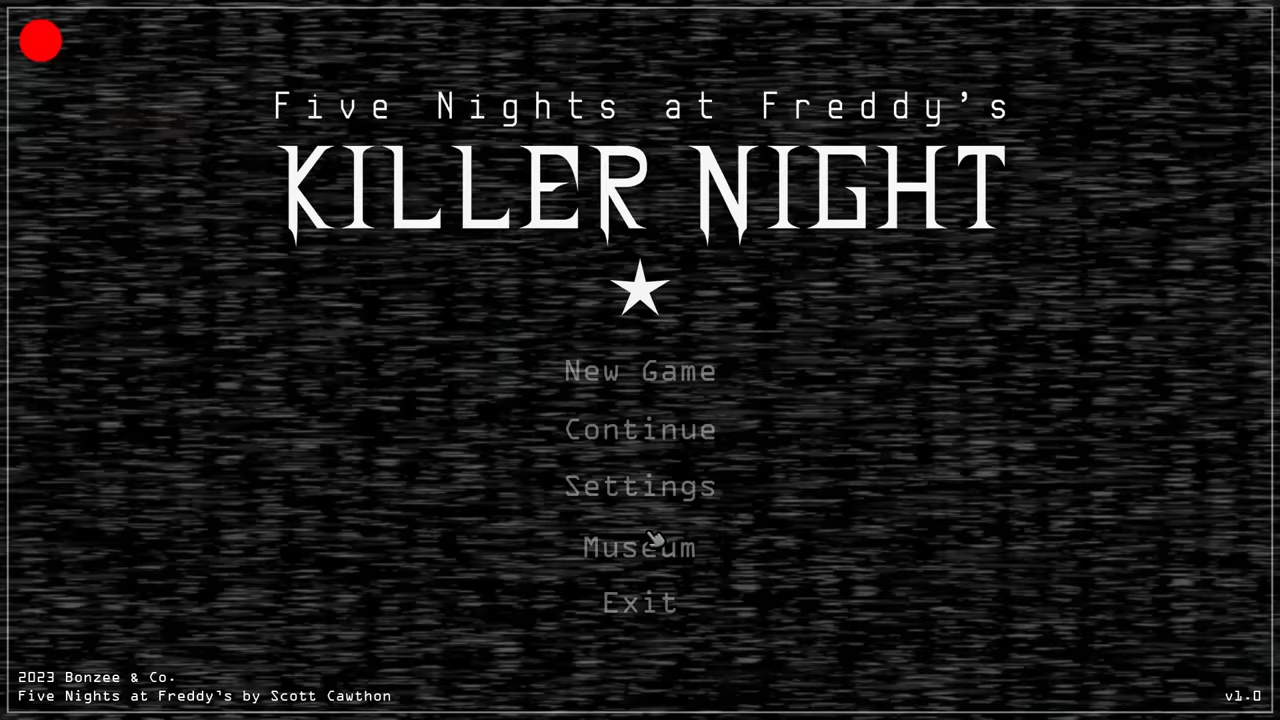 Five Nights at Freddy's
KILLER NIGHT
New Game
Continue
Settings
Museum
Exit
2023 Bonzee & Co.
Five Nights at Freddy's by Scott Cawthon
v1.0